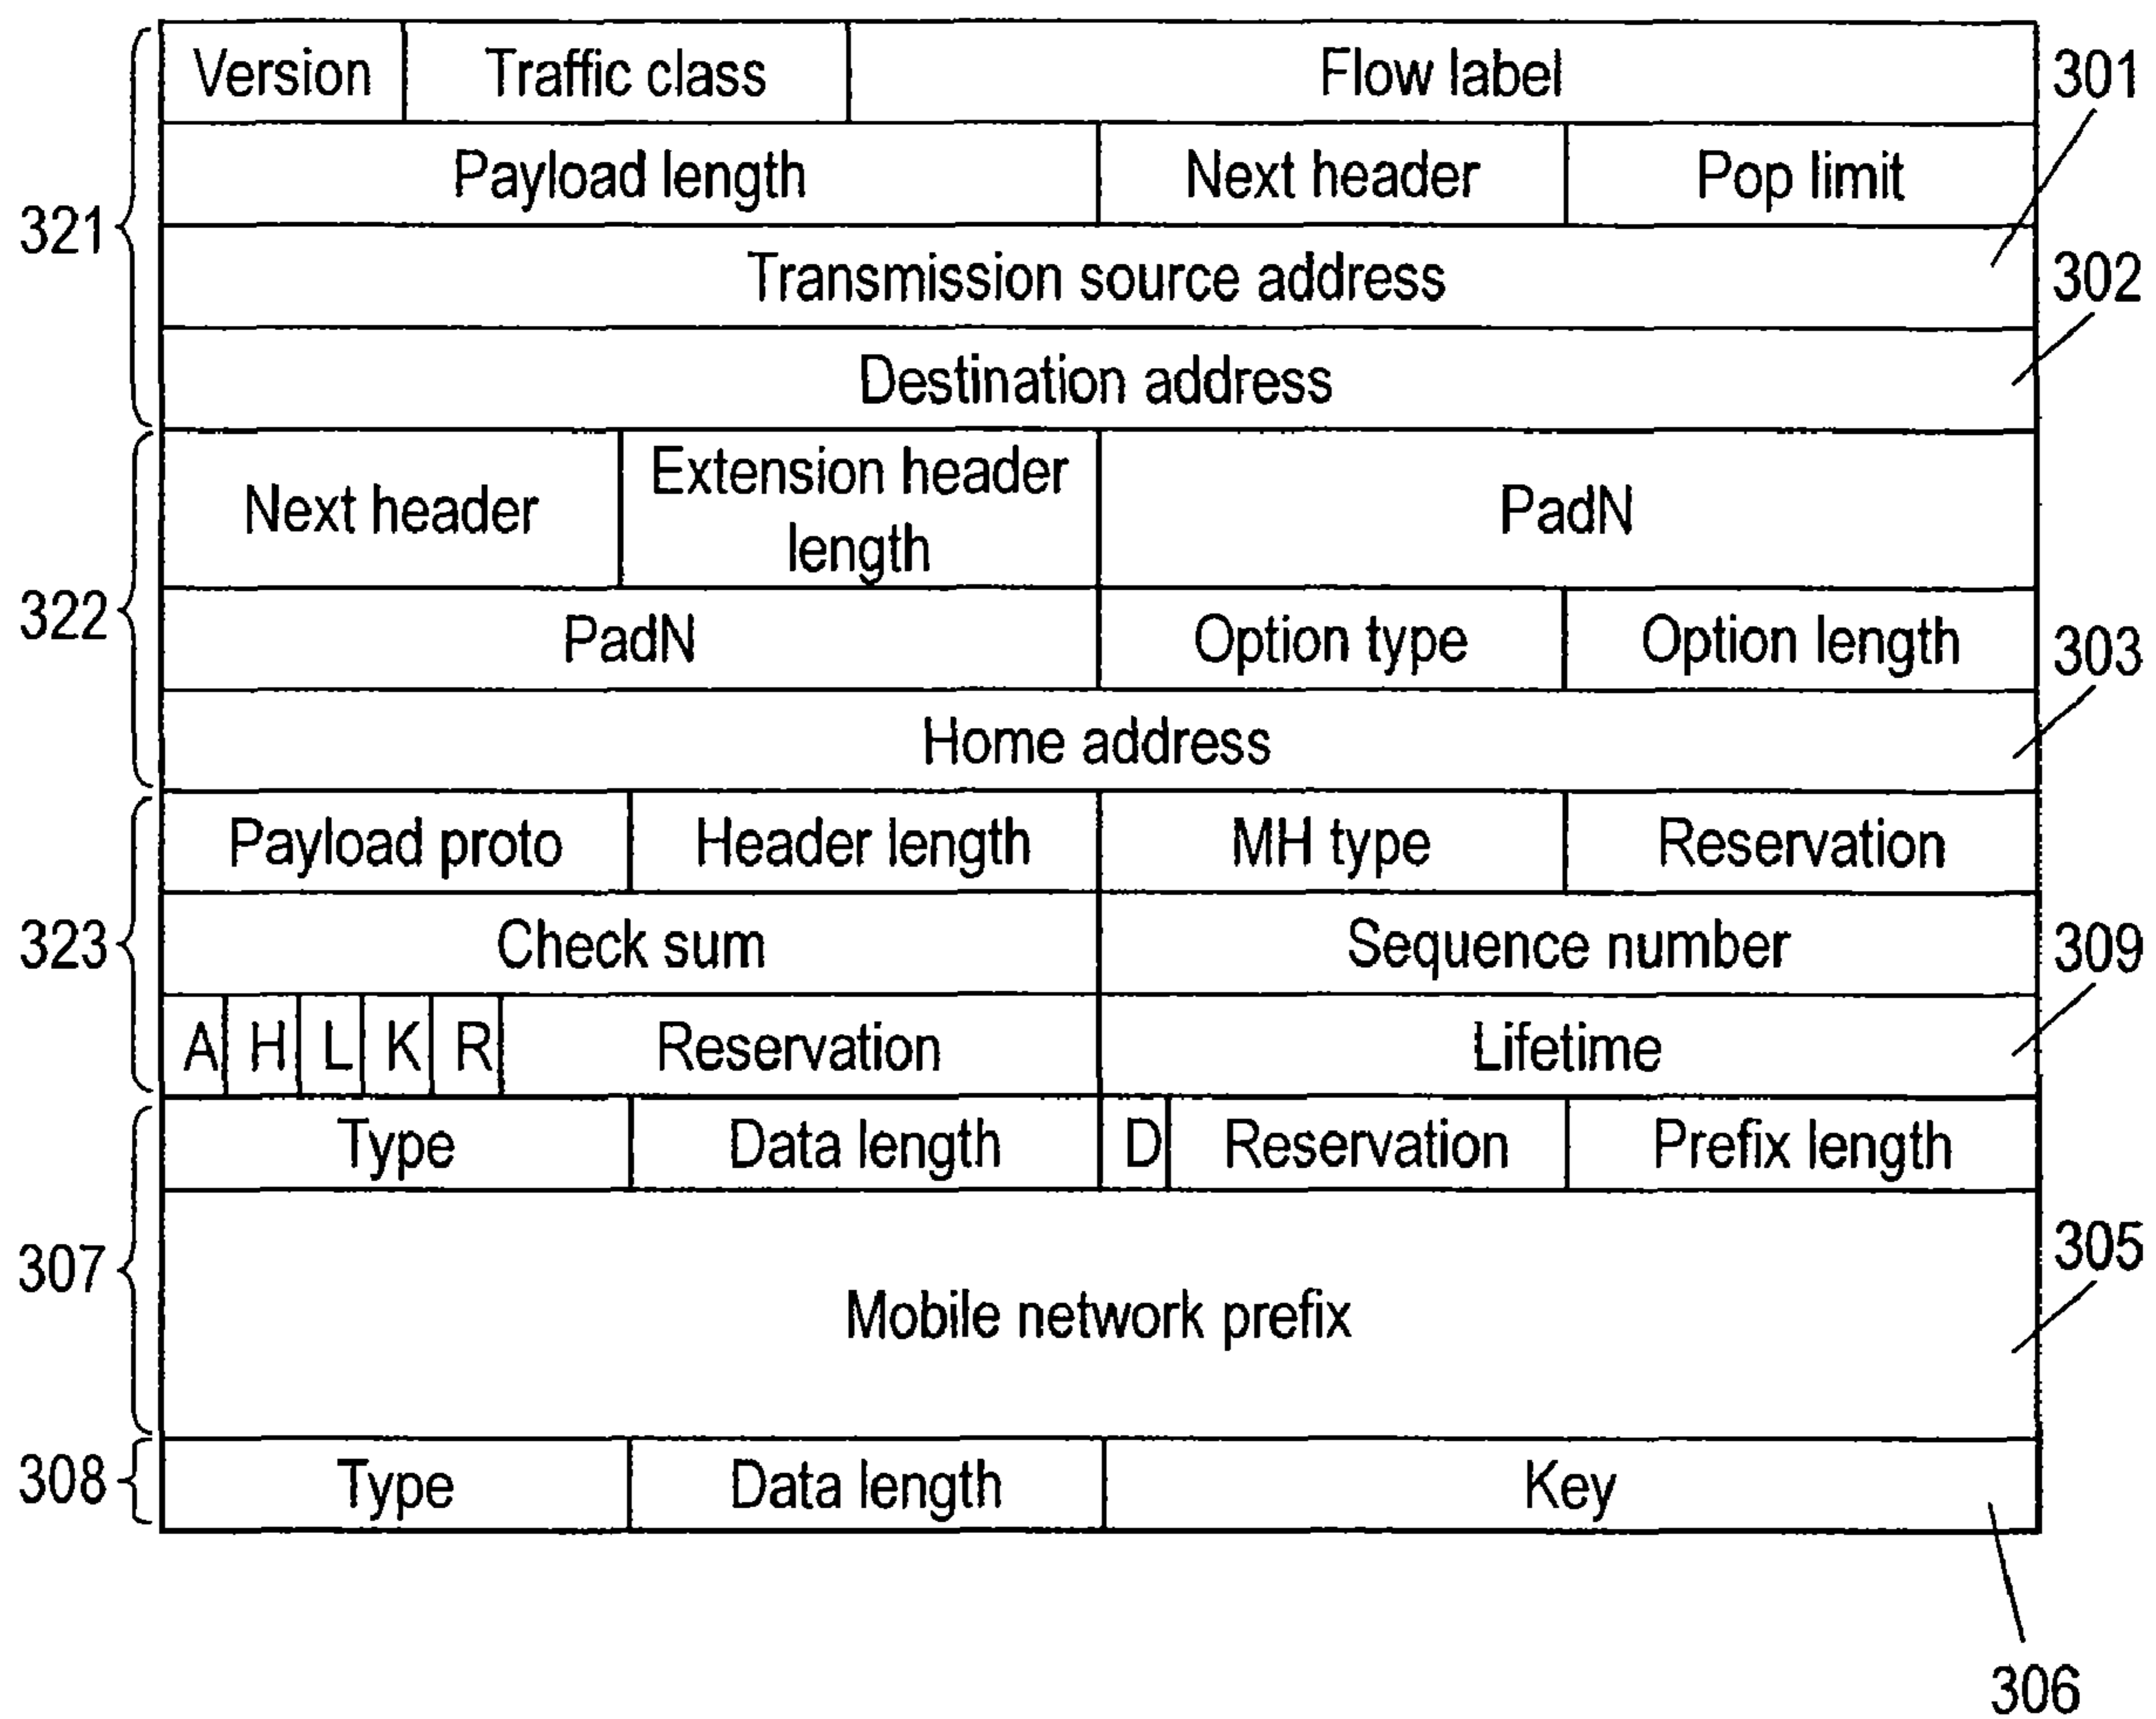 Version Traffic class Flow label 301
Payload length Next header Pop limit
321
Transmission source address
302
Destination address
Next header Extension header length PadN
322
PadN Option type Option length 303
Home address
Payload proto Header length MH type Reservation
323 Check sum Sequence number 309
A H L K R Reservation Lifetime
Type Data length D Reservation Prefix length
307 305
Mobile network prefix
308 Type Data length Key
306